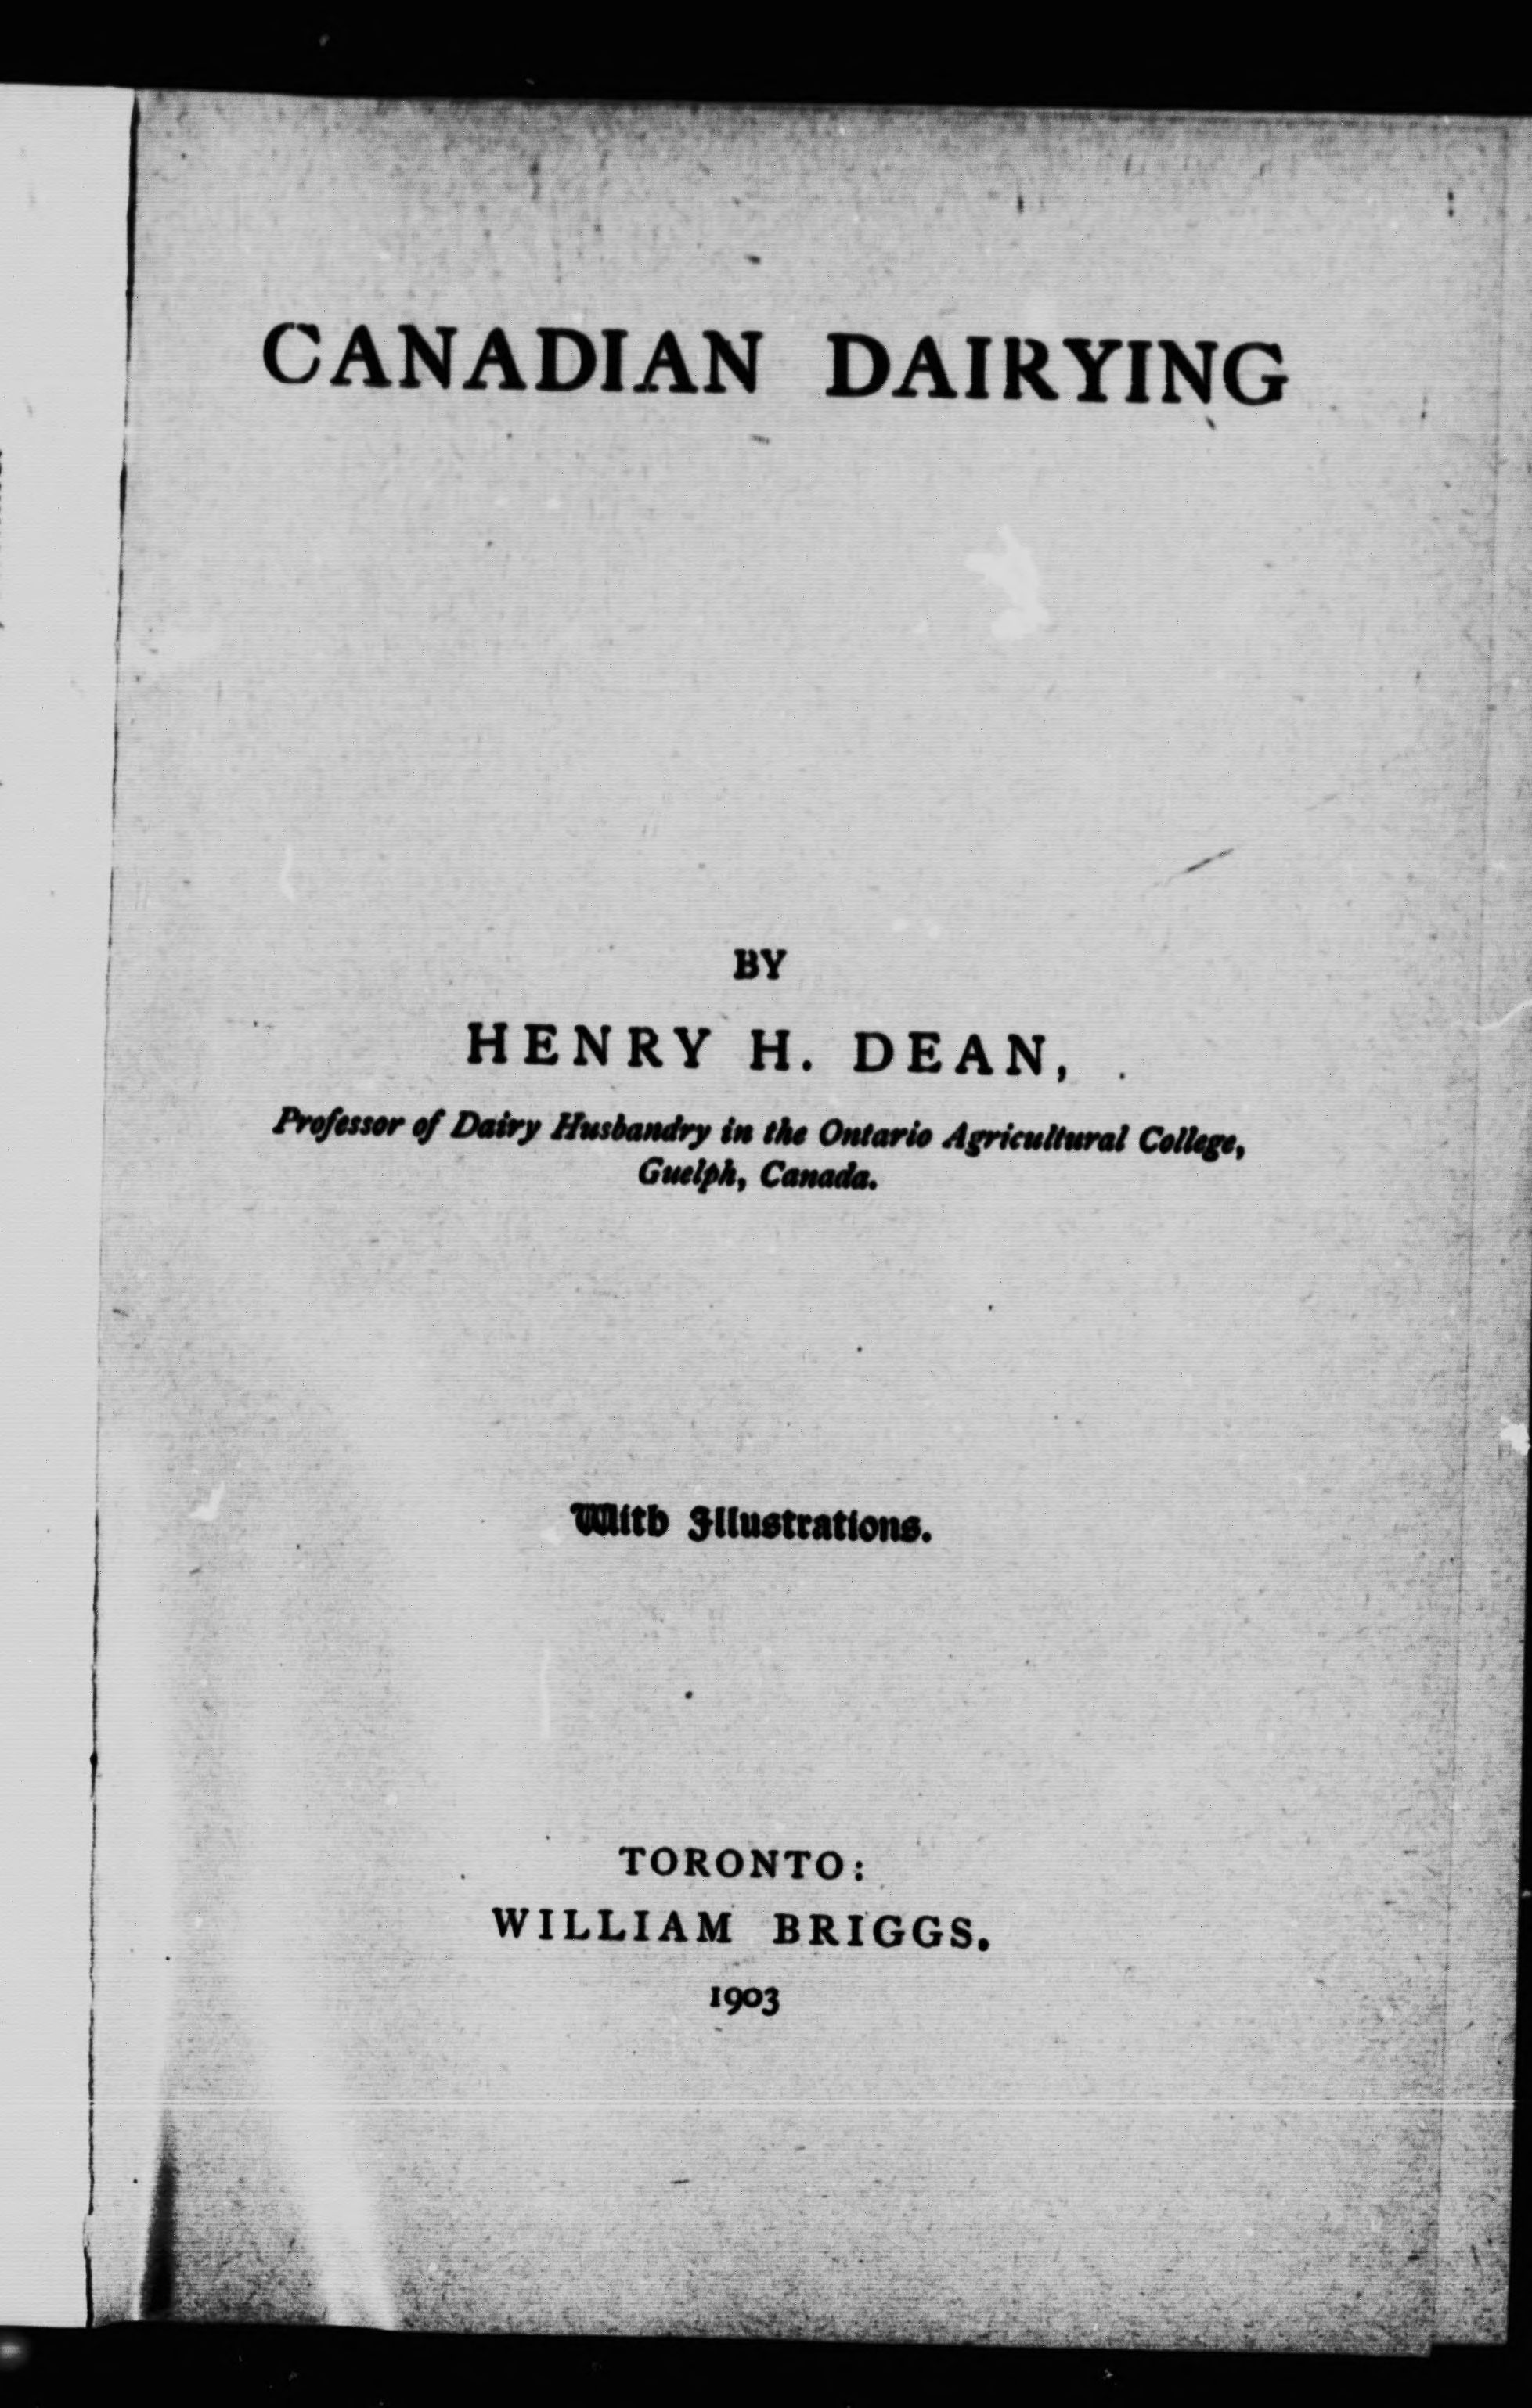 CANADIAN DAIRYING
BY
HENRY H. DEAN,
Professor of Dairy Husbandry in the Ontario Agricultural College,
Guelph, Canada.
With Illustrations.
TORONTO:
WILLIAM BRIGGS.
1903